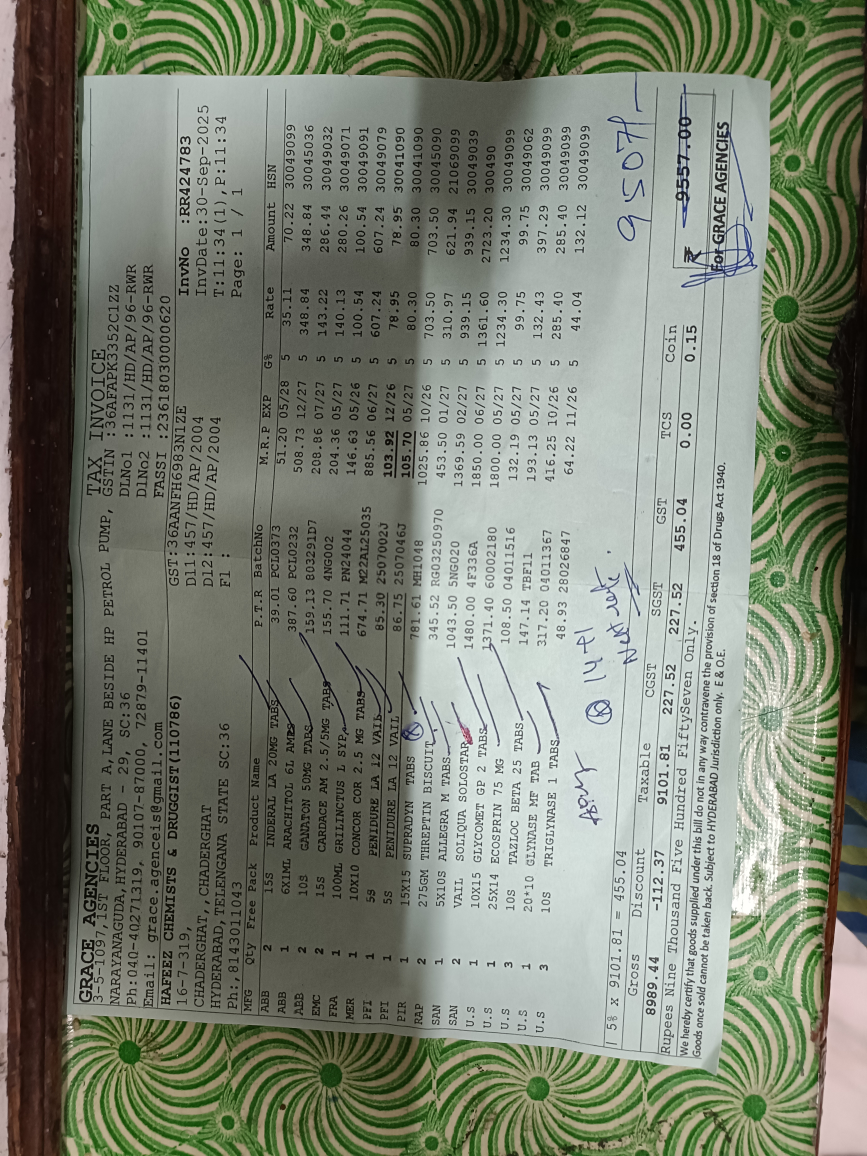 GRACE AGENCIES
3-5-1097,1ST FLOOR, PART A,LANE BESIDE HP PETROL PUMP,
NARAYANAGUDA,HYDERABAD - 29, SC:36
Ph:040-40271319, 90107-87000, 72879-11401
Email: grace.agenceis@gmail.com
TAX INVOICE
GSTIN :36AFAPK3352C1ZZ
DLNo1 :1131/HD/AP/96-RWR
DlNo2 :1131/HD/AP/96-RWR
FASSI :23618030000620
HAFEEZ CHEMISTS & DRUGGIST(110786)
16-7-319,
CHADERGHAT,,CHADERGHAT
HYDERABAD,TELENGANA STATE SC:36
Ph:,8143011043
GST:36AANFH6983N1ZE
D11:457/HD/AP/2004
D12:457/HD/AP/2004
Fl :
InvNo :RR424783
InvDate:30-Sep-2025
T:11:34(1),P:11:34
Page: 1 / 1
MFG Qty Free Pack Product Name P.T.R BatchNo M.R.P EXP G% Rate Amount HSN
ABB 2 15S INDERAL LA 20MG TABS 39.01 PCL0373 51.20 05/28 5 35.11 70.22 30049099
ABB 1 6X1ML ARACHITOL 6L AMPS 387.60 PCL0232 508.73 12/27 5 348.84 348.84 30045036
ABB 2 10S GANATON 50MG TABS 159.13 803291D7 208.86 07/27 5 143.22 286.44 30049032
EMC 2 15S CARDACE AM 2.5/5MG TABS 155.70 4NG002 204.36 05/27 5 140.13 280.26 30049071
FRA 1 100ML GRILINCTUS L SYP 111.71 PN24044 146.63 05/26 5 100.54 100.54 30049091
MER 1 10X10 CONCOR COR 2.5 MG TABS 674.71 M22AL25035 885.56 06/27 5 607.24 607.24 30049079
PFI 1 5S PENIDURE LA 12 VAIL 85.30 2507002J 103.92 12/26 5 78.95 78.95 30041090
PFI 1 5S PENIDURE LA 12 VAIL 86.75 2507046J 105.70 05/27 5 80.30 80.30 30041090
PIR 1 15X15 SUPRADYN TABS 781.61 MH1048 1025.86 10/26 5 703.50 703.50 30045090
RAP 2 275GM THREPTIN BISCUIT 345.52 RG03250970 453.50 01/27 5 310.97 621.94 21069099
SAN 1 5X10S ALLEGRA M TABS 1043.50 5NG020 1369.59 02/27 5 939.15 939.15 30049039
SAN 2 VAIL SOLIQUA SOLOSTAR 1480.00 4F336A 1850.00 06/27 5 1361.60 2723.20 300490
U.S 1 10X15 GLYCOMET GP 2 TABS 1371.40 60002180 1800.00 05/27 5 1234.30 1234.30 30049099
U.S 1 25X14 ECOSPRIN 75 MG 108.50 04011516 132.19 05/27 5 99.75 99.75 30049062
U.S 3 10S TAZLOC BETA 25 TABS 147.14 TBF11 193.13 05/27 5 132.43 397.29 30049099
U.S 1 20*10 GLYNASE MF TAB 317.20 04011367 416.25 10/26 5 285.40 285.40 30049099
U.S 3 10S TRIGLYNASE 1 TABS 48.93 28026847 64.22 11/26 5 44.04 132.12 30049099
14+1
Net rate.
9507/-
| 5% x 9101.81 = 455.04
Gross Discount Taxable CGST SGST GST TCS Coin
8989.44 -112.37 9101.81 227.52 227.52 455.04 0.00 0.15
₹ 9557.00
Rupees Nine Thousand Five Hundred FiftySeven Only.
We hereby certify that goods supplied under this bill do not in any way contravene the provision of section 18 of Drugs Act 1940.
Goods once sold cannot be taken back. Subject to HYDERABAD Jurisdiction only. E & O.E.
For GRACE AGENCIES